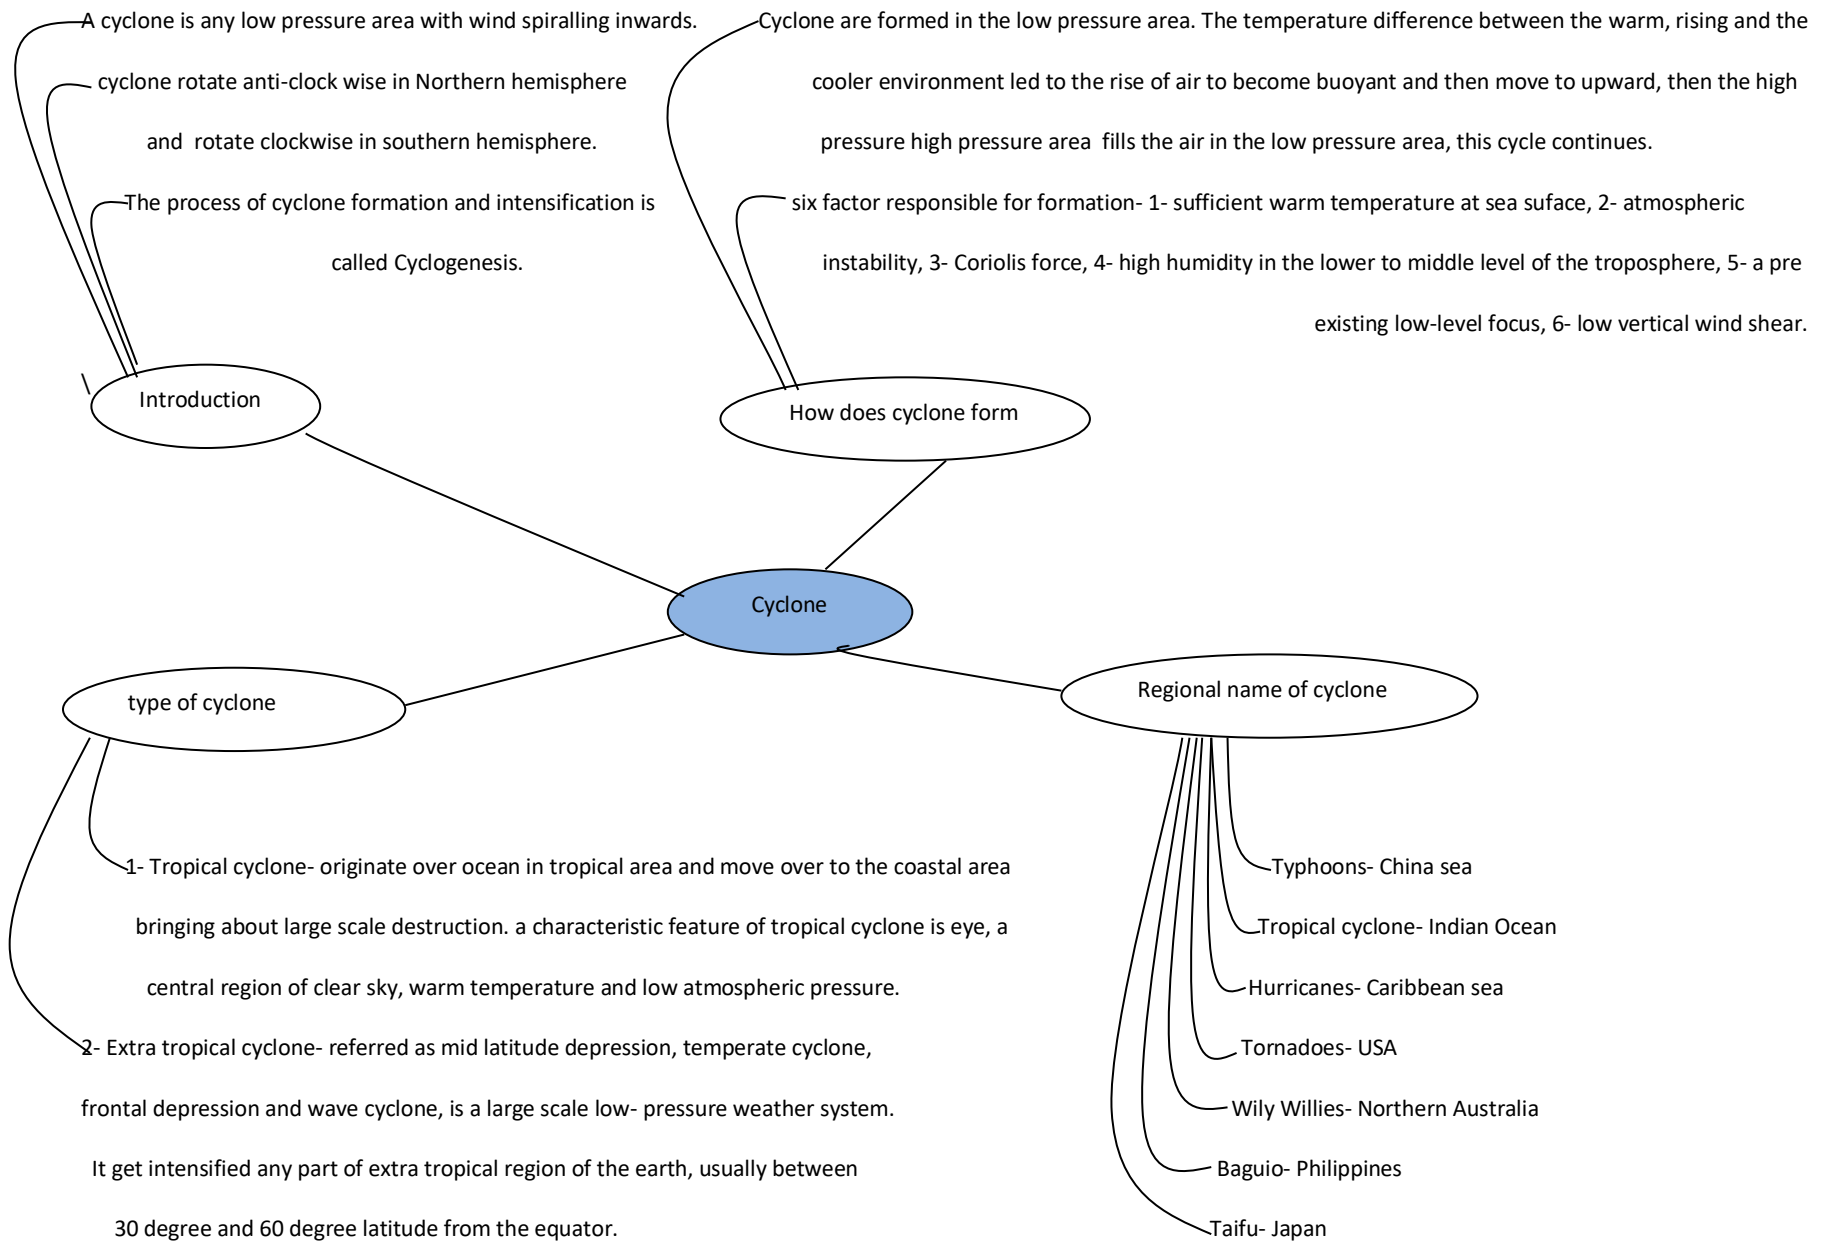 A cyclone is any low pressure area with wind spiralling inwards.
cyclone rotate anti-clock wise in Northern hemisphere
and  rotate clockwise in southern hemisphere.
The process of cyclone formation and intensification is
called Cyclogenesis.
Introduction
Cyclone are formed in the low pressure area. The temperature difference between the warm, rising and the
cooler environment led to the rise of air to become buoyant and then move to upward, then the high
pressure high pressure area  fills the air in the low pressure area, this cycle continues.
six factor responsible for formation- 1- sufficient warm temperature at sea suface, 2- atmospheric
instability, 3- Coriolis force, 4- high humidity in the lower to middle level of the troposphere, 5- a pre
existing low-level focus, 6- low vertical wind shear.
How does cyclone form
Cyclone
type of cyclone
1- Tropical cyclone- originate over ocean in tropical area and move over to the coastal area
bringing about large scale destruction. a characteristic feature of tropical cyclone is eye, a
central region of clear sky, warm temperature and low atmospheric pressure.
2- Extra tropical cyclone- referred as mid latitude depression, temperate cyclone,
frontal depression and wave cyclone, is a large scale low- pressure weather system.
It get intensified any part of extra tropical region of the earth, usually between
30 degree and 60 degree latitude from the equator.
Regional name of cyclone
Typhoons- China sea
Tropical cyclone- Indian Ocean
Hurricanes- Caribbean sea
Tornadoes- USA
Wily Willies- Northern Australia
Baguio- Philippines
Taifu- Japan